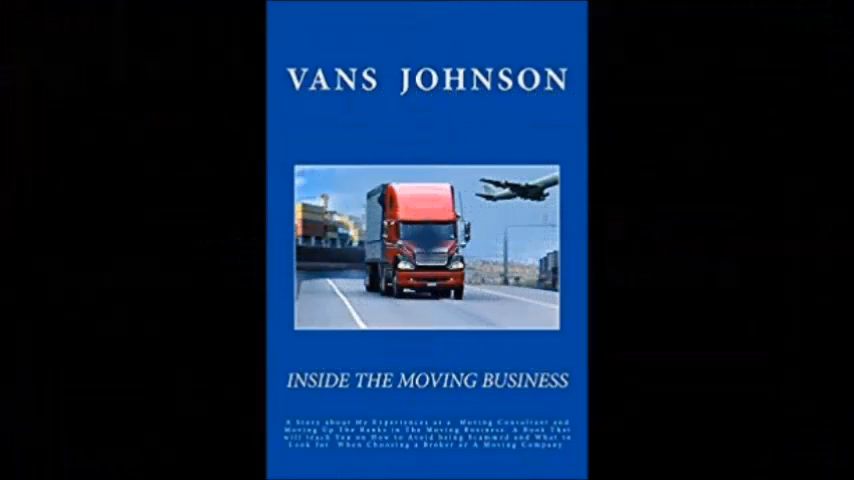 VANS JOHNSON
INSIDE THE MOVING BUSINESS
A Story about My Experiences as a Moving Consultant and
Moving Up The Ranks in The Moving Business A Book That
will teach You on How to Avoid being Scammed and What to
Look for When Choosing a Broker or A Moving Company